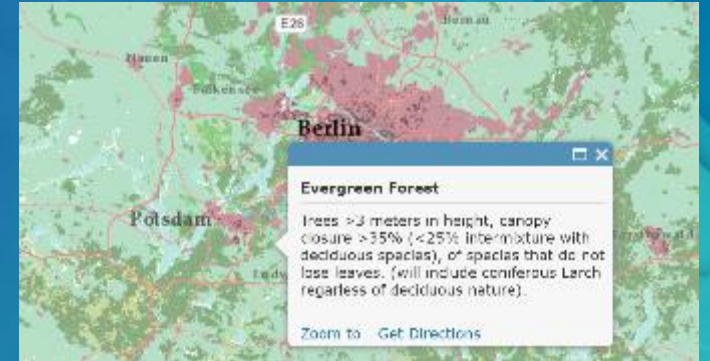 E26
Bernau
Nauen
Falkensee
Berlin
Evergreen Forest
Potsdam
Trees >3 meters in height, canopy
closure >35% (<25% intermixture with
deciduous species), of species that do not
lose leaves. (will include coniferous Larch
regarless of deciduous nature).
Zoom to Get Directions